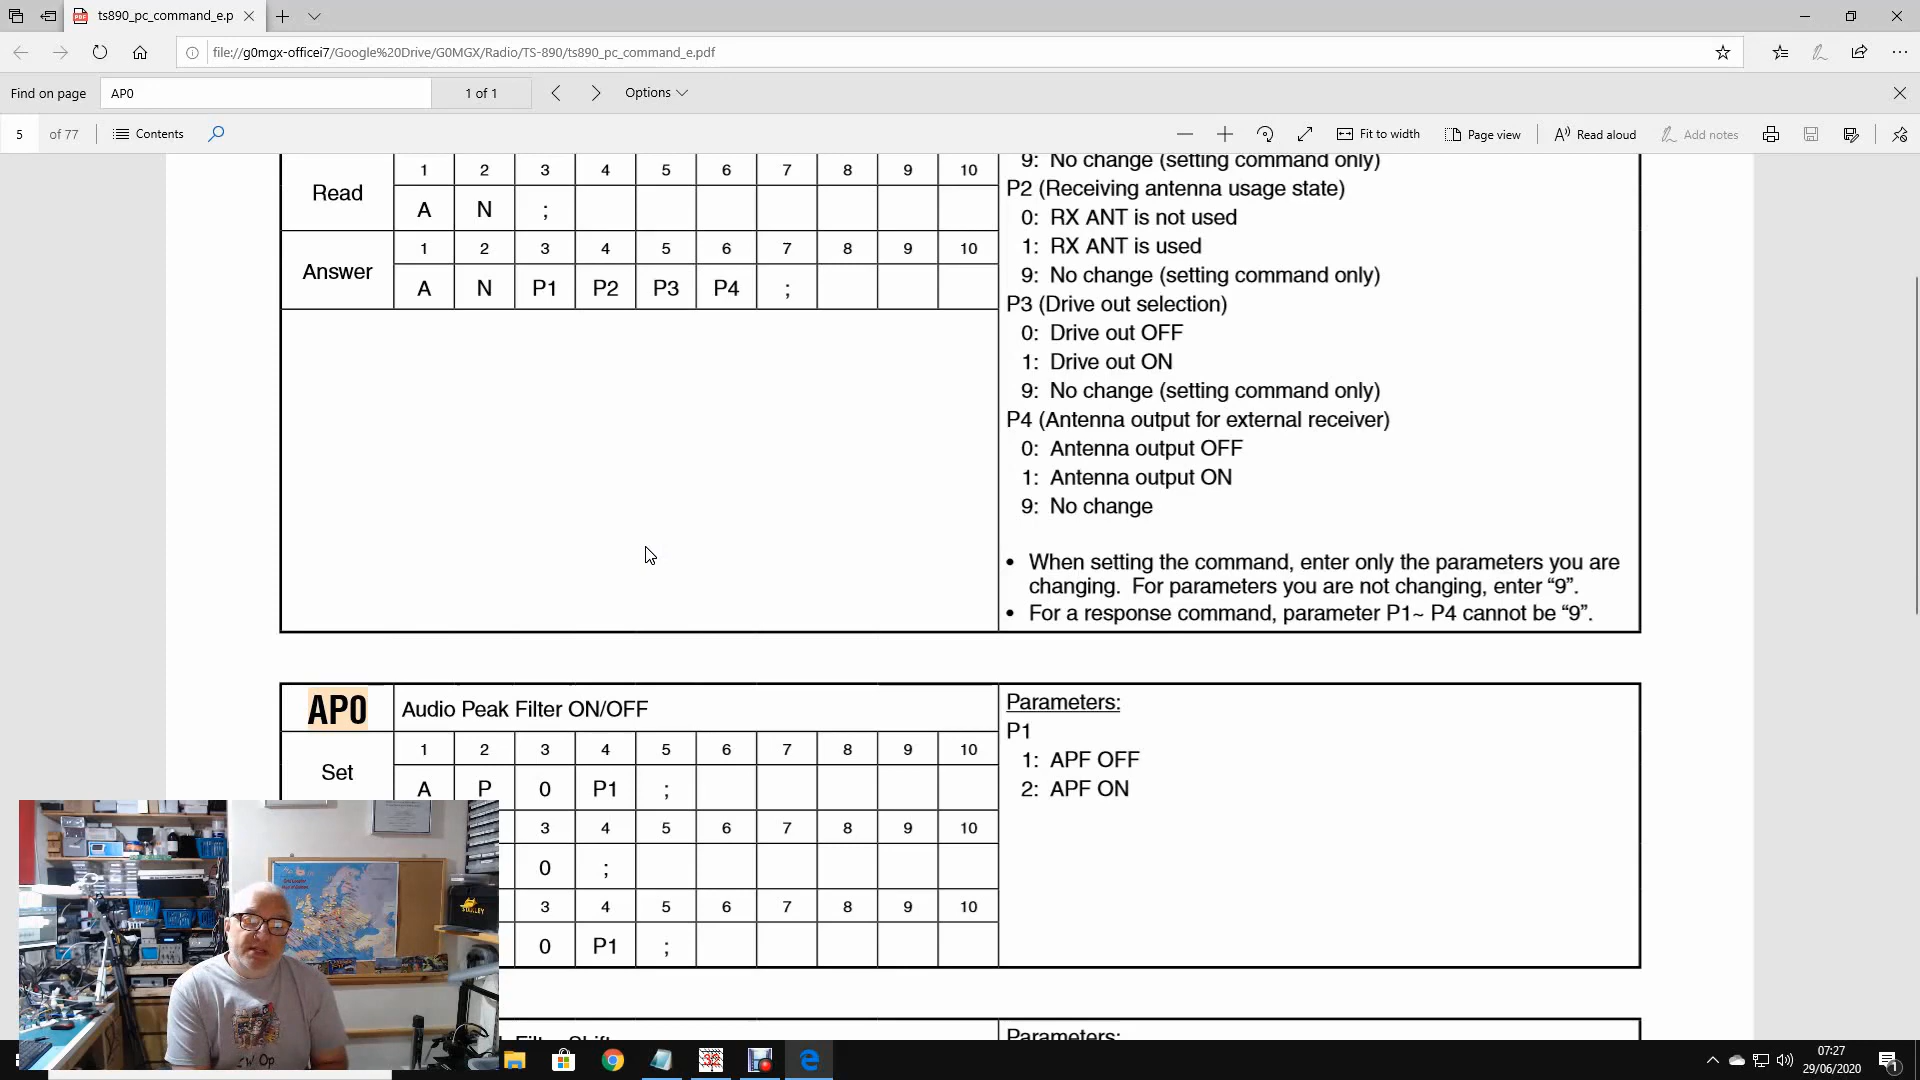 ts890_pc_command_e.p
file://g0mgx-officei7/Google%20Drive/G0MGX/Radio/TS-890/ts890_pc_command_e.pdf
Find on page AP0 1 of 1 Options
5 of 77 Contents Fit to width Page view Read aloud Add notes
Read 1 2 3 4 5 6 7 8 9 10
A N ;
Answer 1 2 3 4 5 6 7 8 9 10
A N P1 P2 P3 P4 ;
9: No change (setting command only)
P2 (Receiving antenna usage state)
0: RX ANT is not used
1: RX ANT is used
9: No change (setting command only)
P3 (Drive out selection)
0: Drive out OFF
1: Drive out ON
9: No change (setting command only)
P4 (Antenna output for external receiver)
0: Antenna output OFF
1: Antenna output ON
9: No change
• When setting the command, enter only the parameters you are
changing. For parameters you are not changing, enter “9”.
• For a response command, parameter P1~ P4 cannot be “9”.
AP0 Audio Peak Filter ON/OFF
Set 1 2 3 4 5 6 7 8 9 10
A P 0 P1 ;
3 4 5 6 7 8 9 10
0 ;
3 4 5 6 7 8 9 10
0 P1 ;
Parameters:
P1
1: APF OFF
2: APF ON
Filter Shift
Parameters:
STANLEY
CW Op
07:27
29/06/2020
1